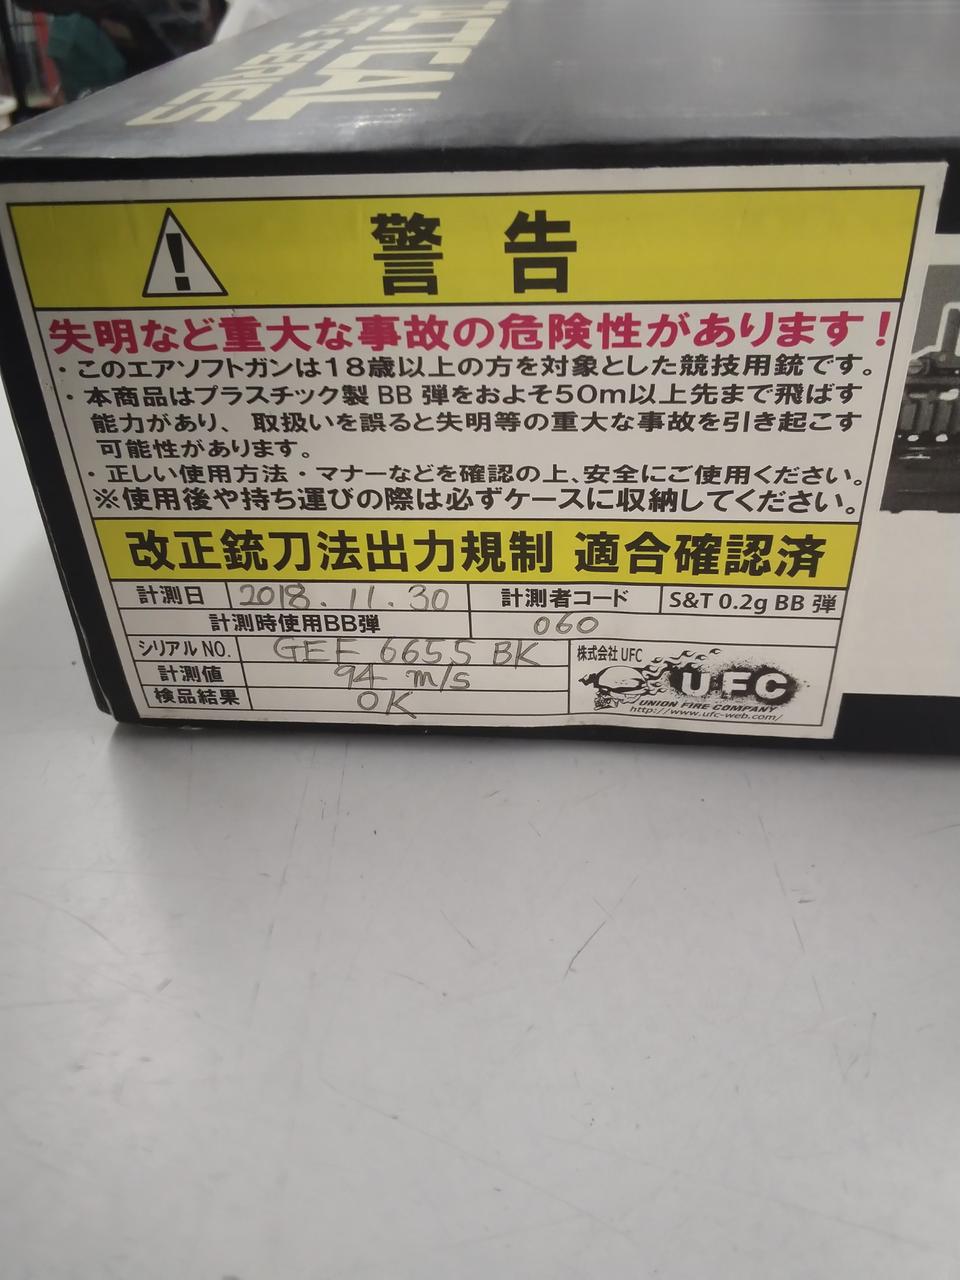 TACTICAL
ELITE SERIES
警告
失明など重大な事故の危険性があります!
・このエアソフトガンは18歳以上の方を対象とした競技用銃です。
・本商品はプラスチック製BB弾をおよそ50m以上先まで飛ばす
能力があり、取扱いを誤ると失明等の重大な事故を引き起こす
可能性があります。
・正しい使用方法・マナーなどを確認の上、安全にご使用ください。
※使用後や持ち運びの際は必ずケースに収納してください。
改正銃刀法出力規制 適合確認済
計測日 2018.11.30 計測者コード S&T 0.2g BB 弾
計測時使用BB弾 060
シリアルNO. GEE 6655 BK
計測値 94 m/s
検品結果 OK
株式会社 UFC
UFC
UNION FIRE COMPANY
http://www.ufc-web.com/